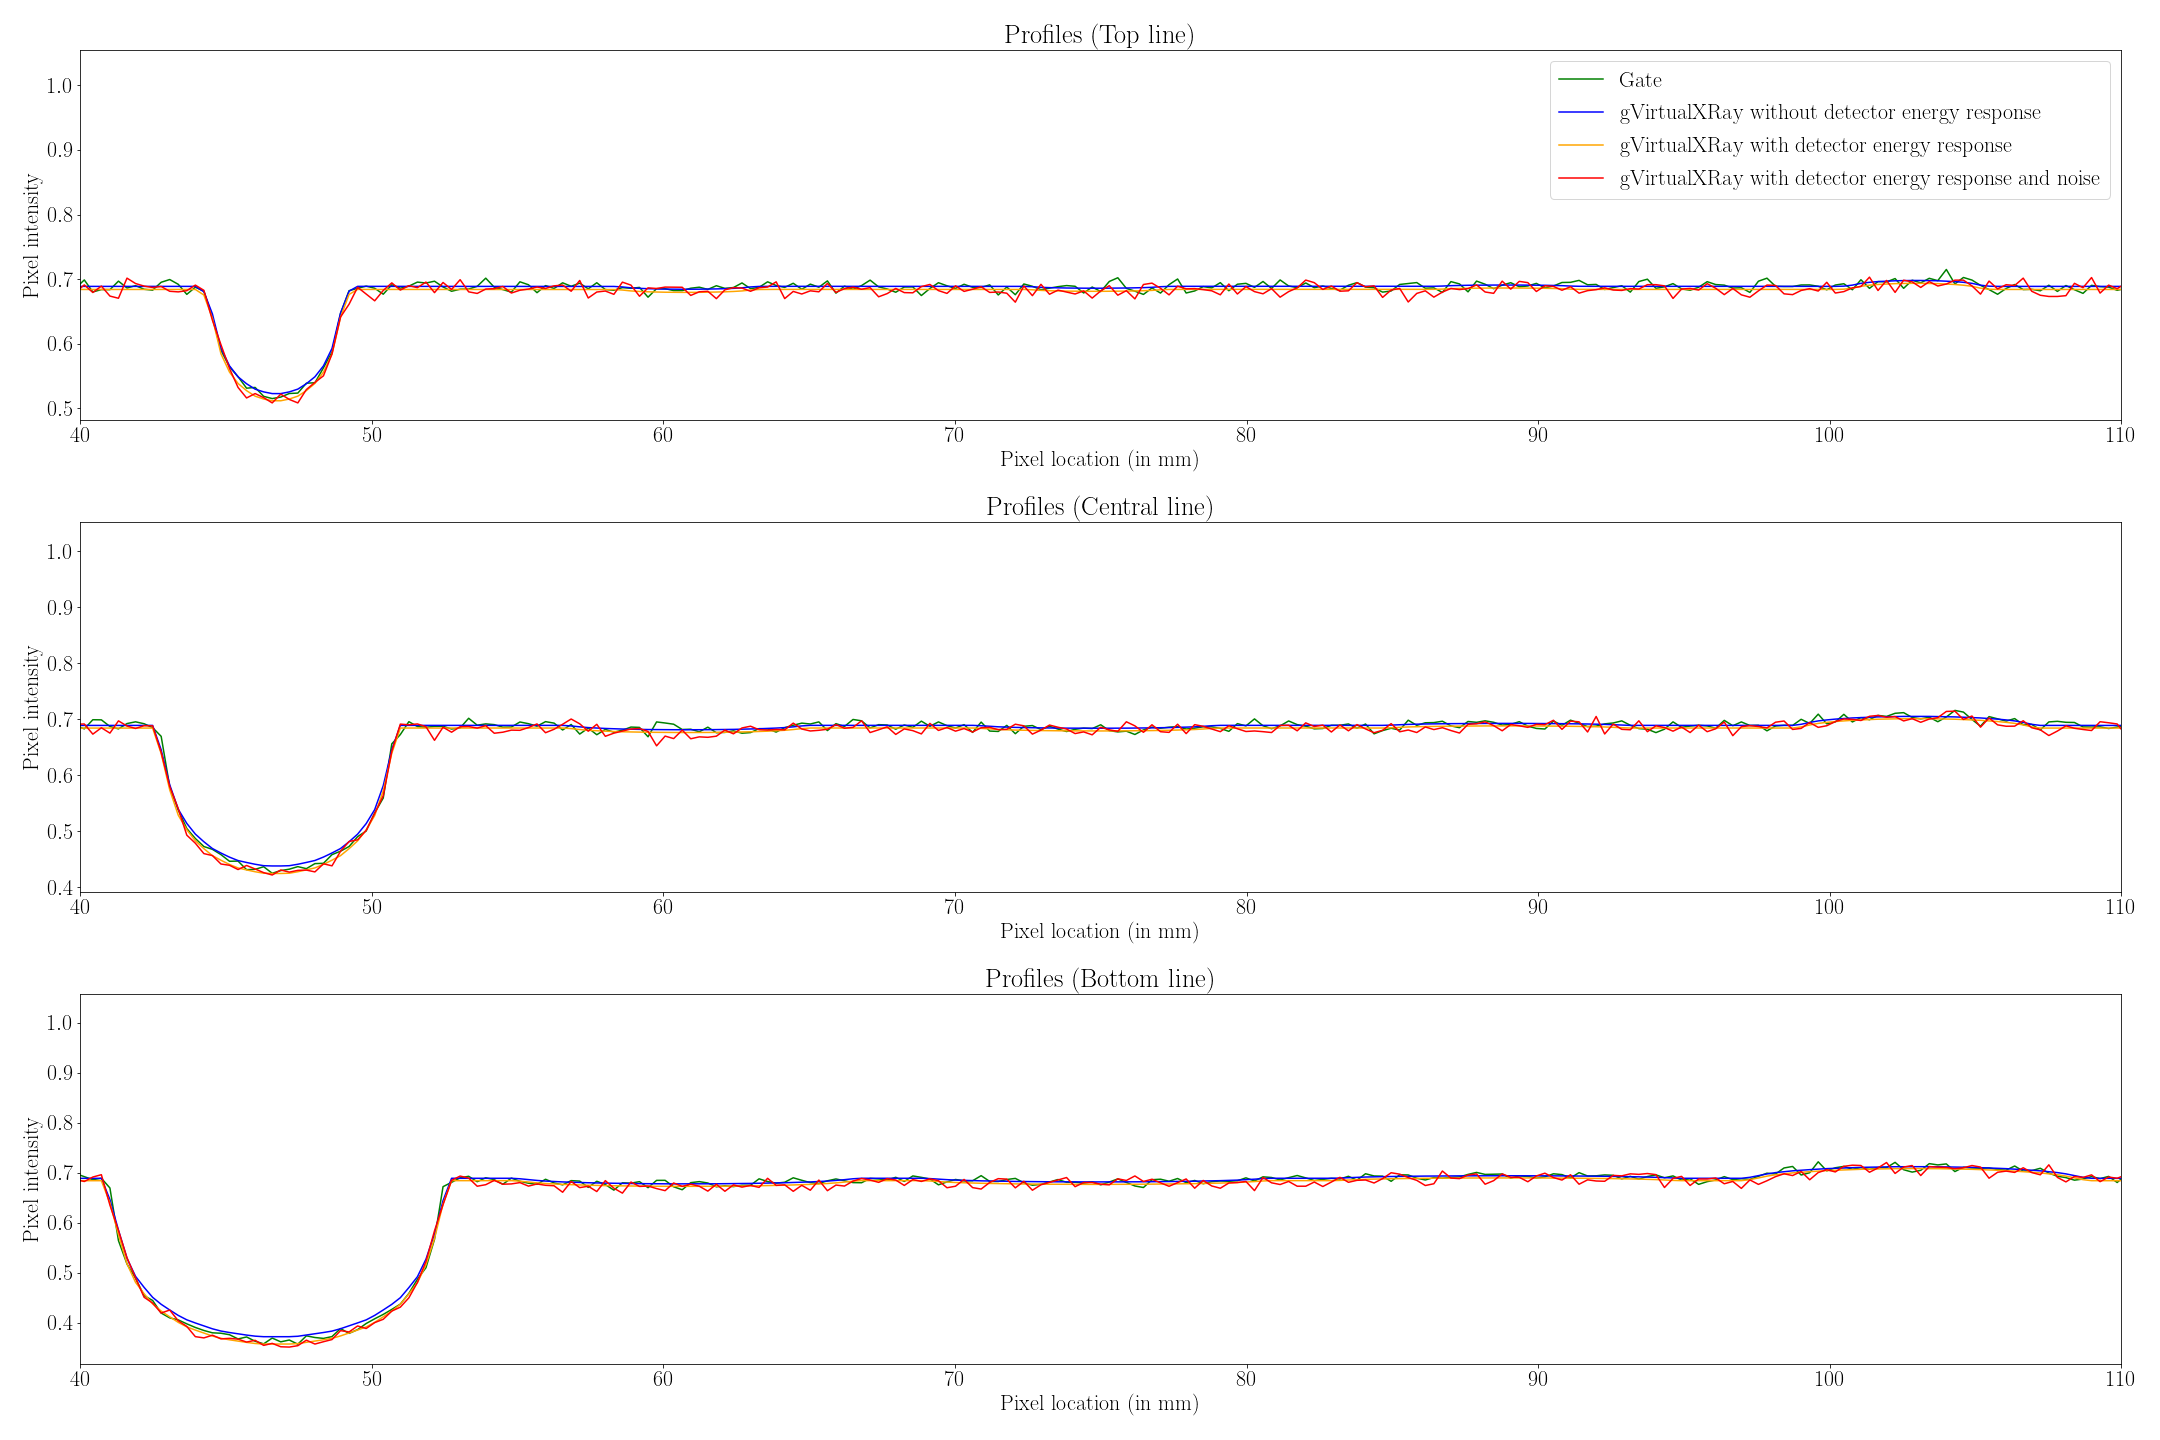 Profiles (Top line)
Pixel intensity
1.0
0.9
0.8
0.7
0.6
0.5
Gate
gVirtualXRay without detector energy response
gVirtualXRay with detector energy response
gVirtualXRay with detector energy response and noise
40 50 60 70 80 90 100 110
Pixel location (in mm)
Profiles (Central line)
Pixel intensity
1.0
0.9
0.8
0.7
0.6
0.5
0.4
40 50 60 70 80 90 100 110
Pixel location (in mm)
Profiles (Bottom line)
Pixel intensity
1.0
0.9
0.8
0.7
0.6
0.5
0.4
40 50 60 70 80 90 100 110
Pixel location (in mm)